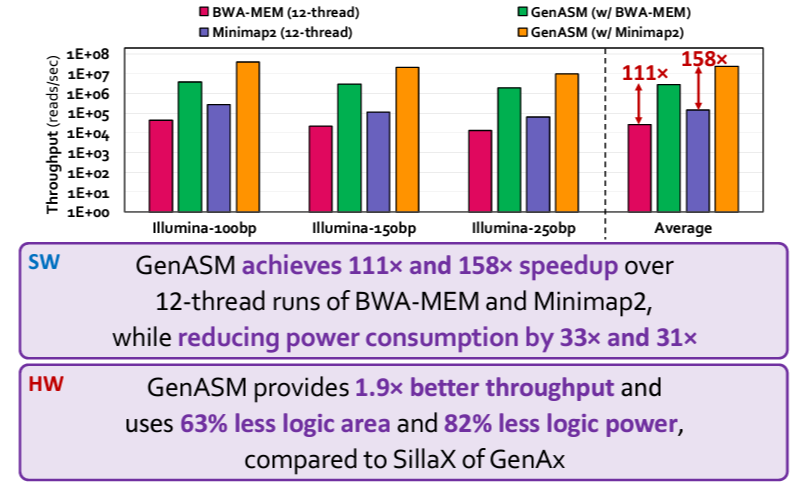 BWA-MEM (12-thread) GenASM (w/ BWA-MEM)
Minimap2 (12-thread) GenASM (w/ Minimap2)
Throughput (reads/sec)
1E+08
1E+07
1E+06
1E+05
1E+04
1E+03
1E+02
1E+01
1E+00
111× 158×
Illumina-100bp Illumina-150bp Illumina-250bp Average
SW
GenASM achieves 111× and 158× speedup over
12-thread runs of BWA-MEM and Minimap2,
while reducing power consumption by 33× and 31×
HW
GenASM provides 1.9× better throughput and
uses 63% less logic area and 82% less logic power,
compared to SillaX of GenAx